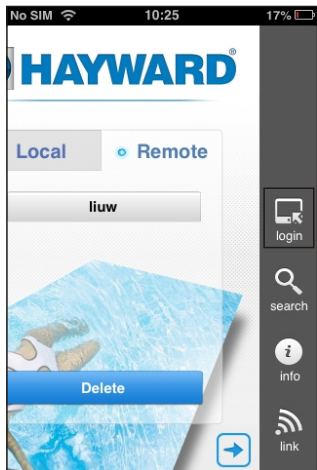 No SIM 10:25 17%
HAYWARD®
Local Remote
liuw
login
search
info
Delete
link